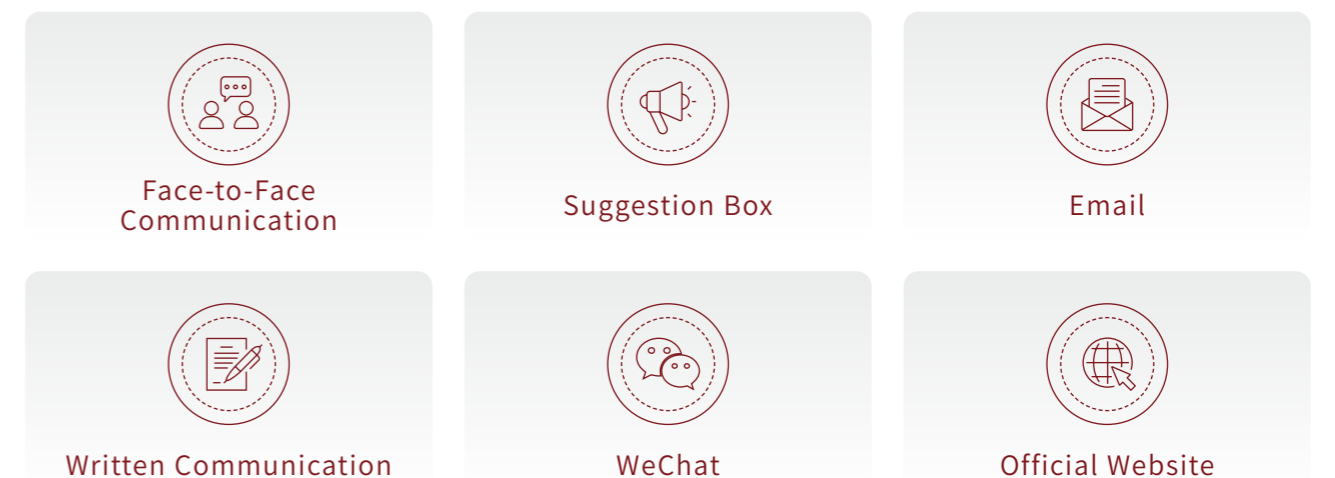 Face-to-Face
Communication
Suggestion Box
Email
Written Communication
WeChat
Official Website